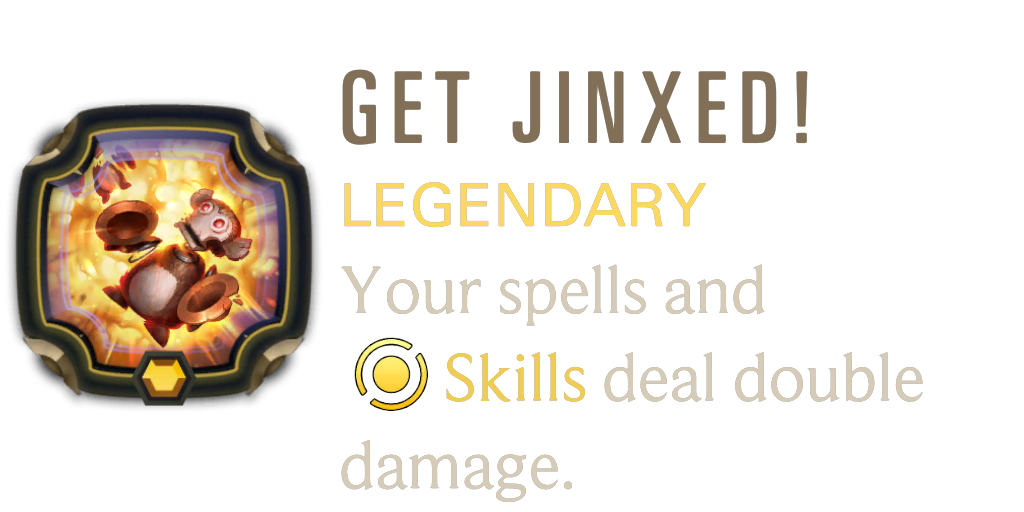 GET JINXED!
LEGENDARY
Your spells and
Skills deal double
damage.